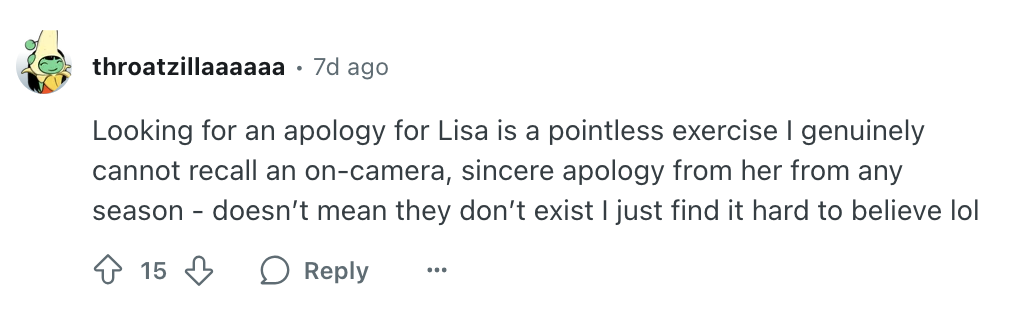 throatzillaaaaaa • 7d ago
Looking for an apology for Lisa is a pointless exercise I genuinely
cannot recall an on-camera, sincere apology from her from any
season - doesn’t mean they don’t exist I just find it hard to believe lol
15 Reply ...